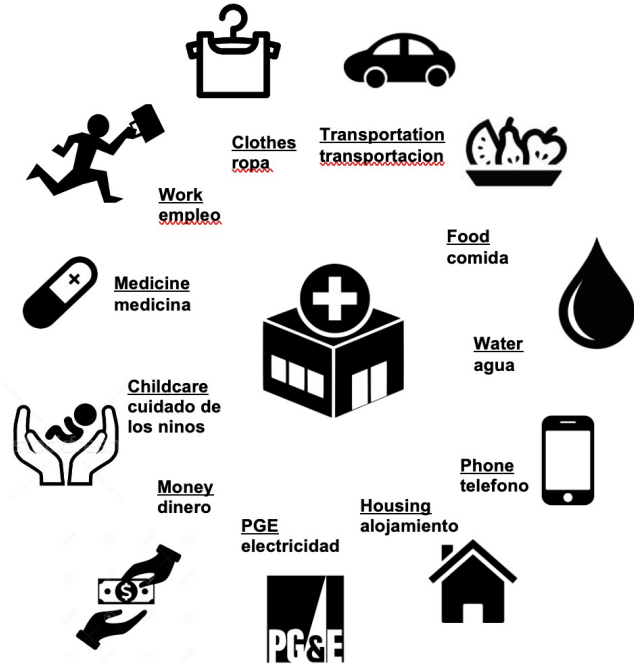 Clothes
ropa
Transportation
transportacion
Work
empleo
Food
comida
Medicine
medicina
Water
agua
Childcare
cuidado de
los ninos
Phone
telefono
Money
dinero
Housing
alojamiento
PGE
electricidad
$
PG&E